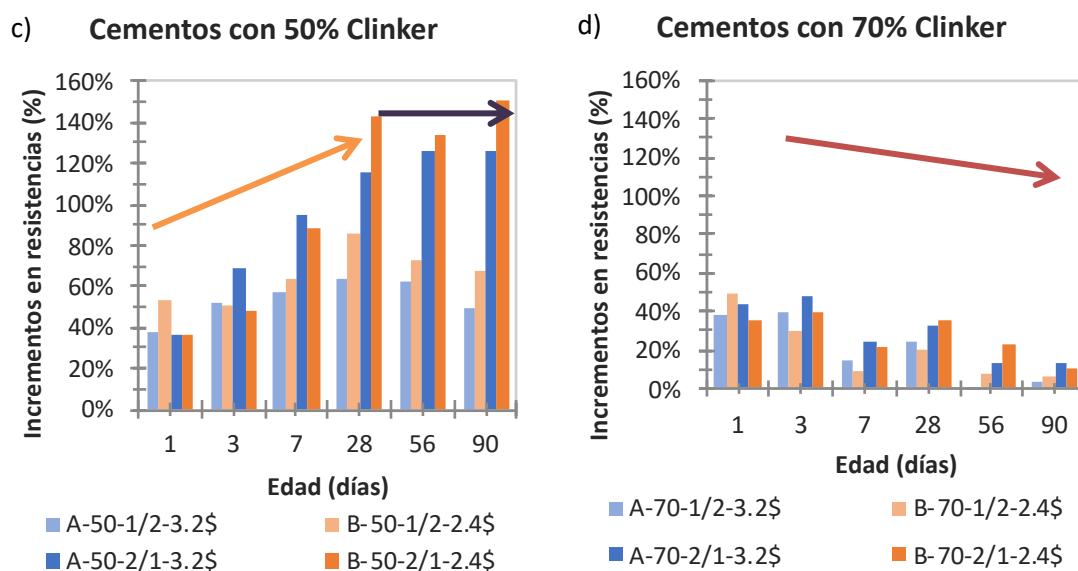 c) Cementos con 50% Clinker
Incrementos en resistencias (%)
160%
140%
120%
100%
80%
60%
40%
20%
0%
1 3 7 28 56 90
Edad (días)
A-50-1/2-3.2$ B-50-1/2-2.4$
A-50-2/1-3.2$ B-50-2/1-2.4$
d) Cementos con 70% Clinker
Incrementos en resistencias (%)
160%
140%
120%
100%
80%
60%
40%
20%
0%
1 3 7 28 56 90
Edad (días)
A-70-1/2-3.2$ B-70-1/2-2.4$
A-70-2/1-3.2$ B-70-2/1-2.4$